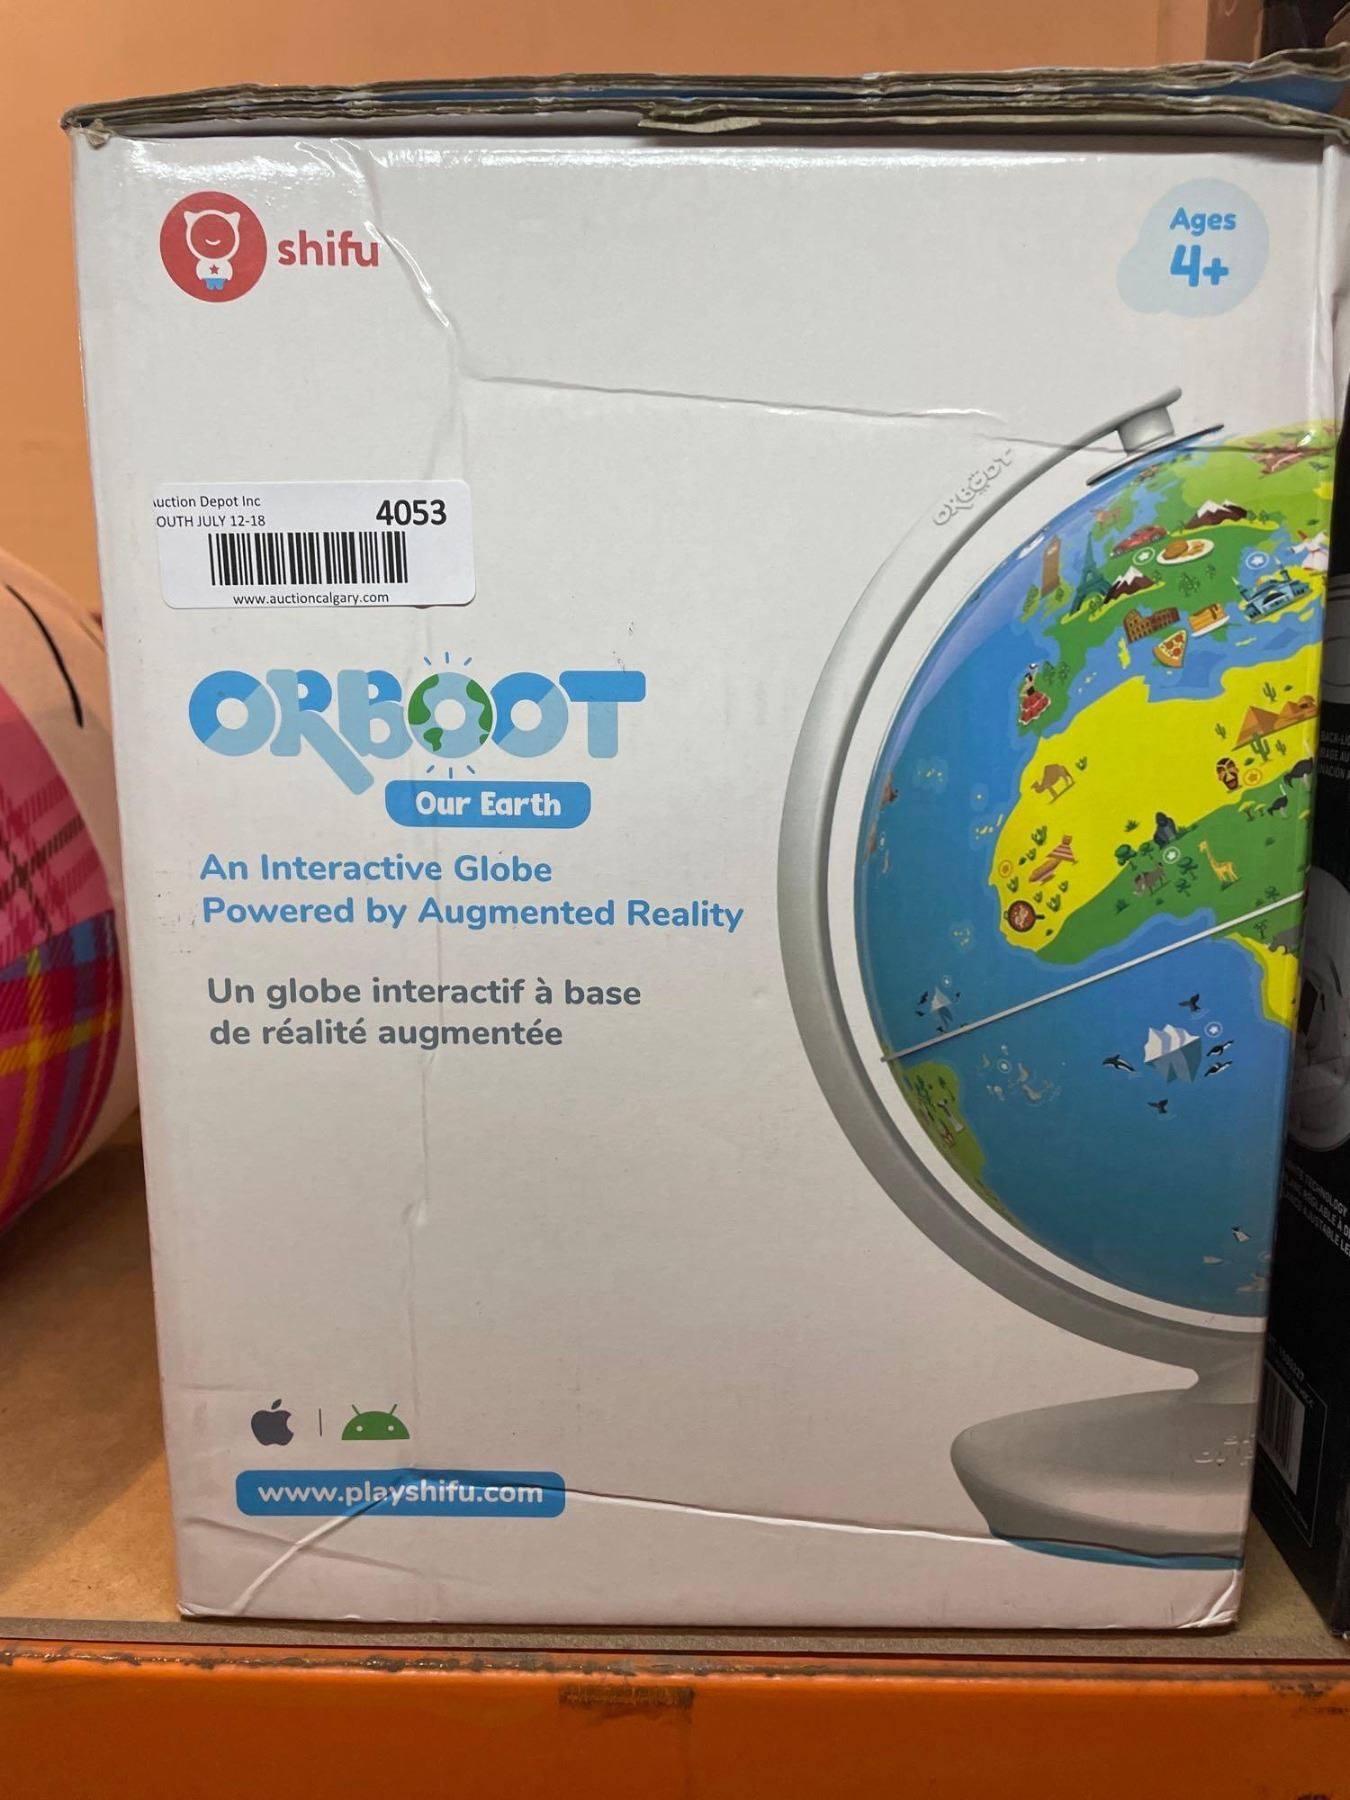 shifu
Ages
4+
uction Depot Inc
OUTH JULY 12-18
4053
www.auctioncalgary.com
ORBOOT
ORBOOT
Our Earth
An Interactive Globe
Powered by Augmented Reality
Un globe interactif à base
de réalité augmentée
www.playshifu.com